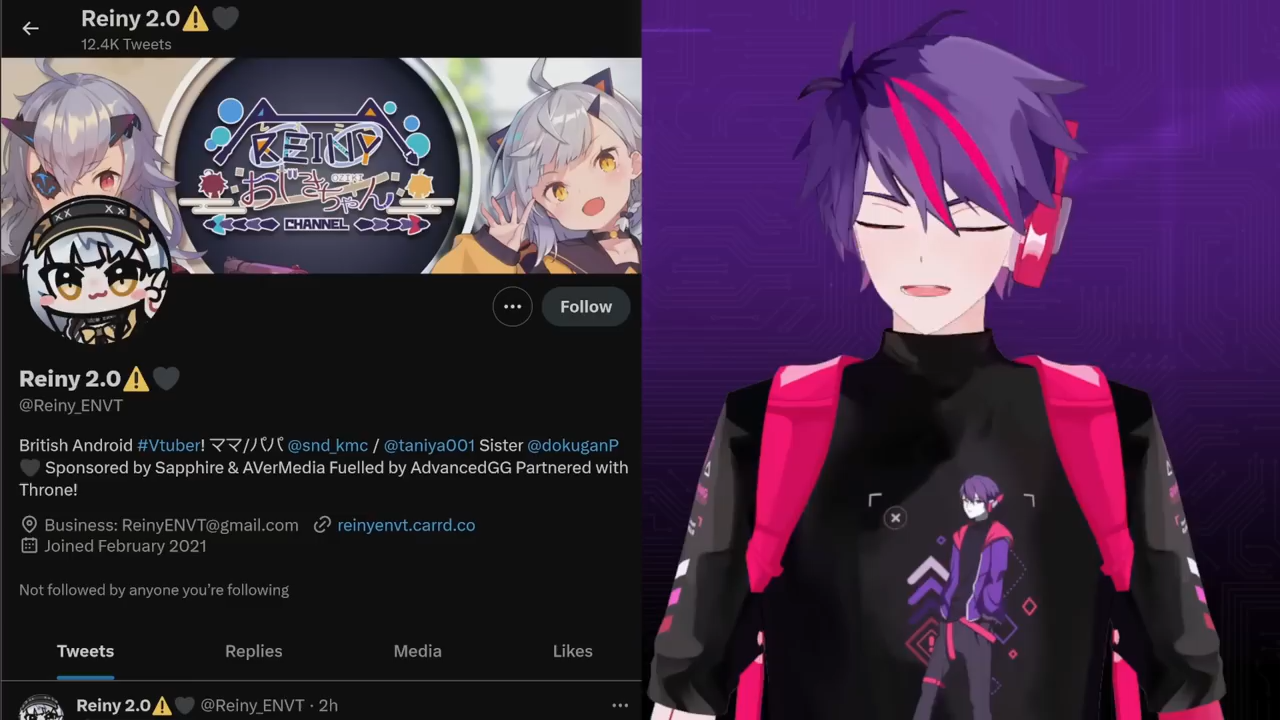 Reiny 2.0⚠️🖤
12.4K Tweets
REINY
OZIKI
おじきちゃん
CHANNEL
Follow
Reiny 2.0⚠️🖤
@Reiny_ENVT
British Android #Vtuber! ママ/パパ @snd_kmc / @taniya001 Sister @dokuganP
🖤 Sponsored by Sapphire & AVerMedia Fuelled by AdvancedGG Partnered with
Throne!
Business: ReinyENVT@gmail.com reinyenvt.carrd.co
Joined February 2021
Not followed by anyone you're following
Tweets Replies Media Likes
Reiny 2.0⚠️🖤 @Reiny_ENVT · 2h